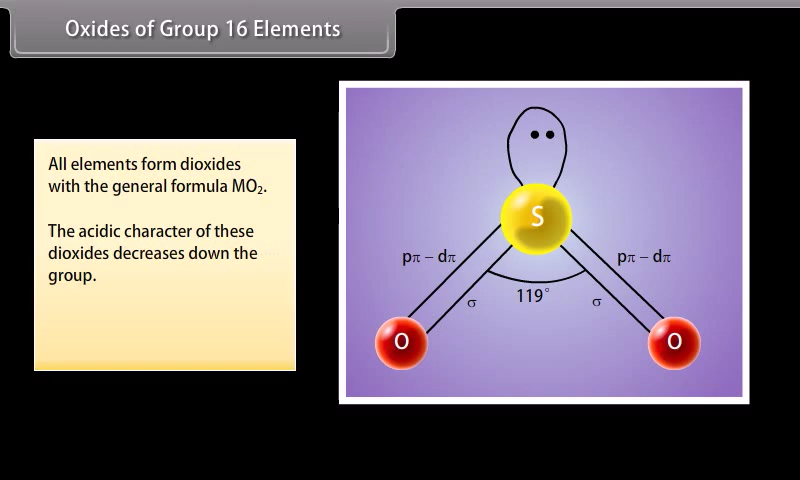 Oxides of Group 16 Elements
All elements form dioxides
with the general formula MO₂.
The acidic character of these
dioxides decreases down the
group.
S
pπ – dπ
pπ – dπ
σ
119°
σ
O
O